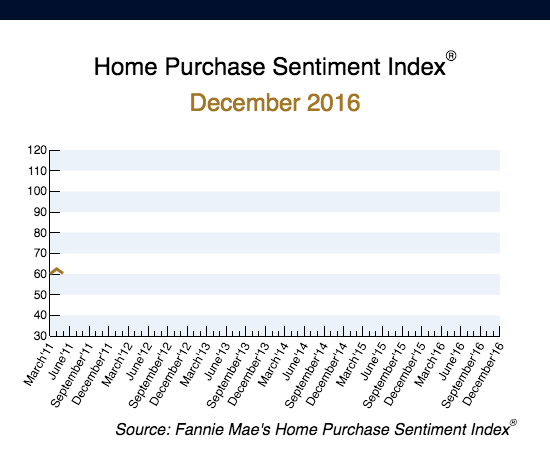 Home Purchase Sentiment Index®
December 2016
120
110
100
90
80
70
60
50
40
30
March'11
June'11
September'11
December'11
March'12
June'12
September'12
December'12
March'13
June'13
September'13
December'13
March'14
June'14
September'14
December'14
March'15
June'15
September'15
December'15
March'16
June'16
September'16
December'16
Source: Fannie Mae's Home Purchase Sentiment Index®